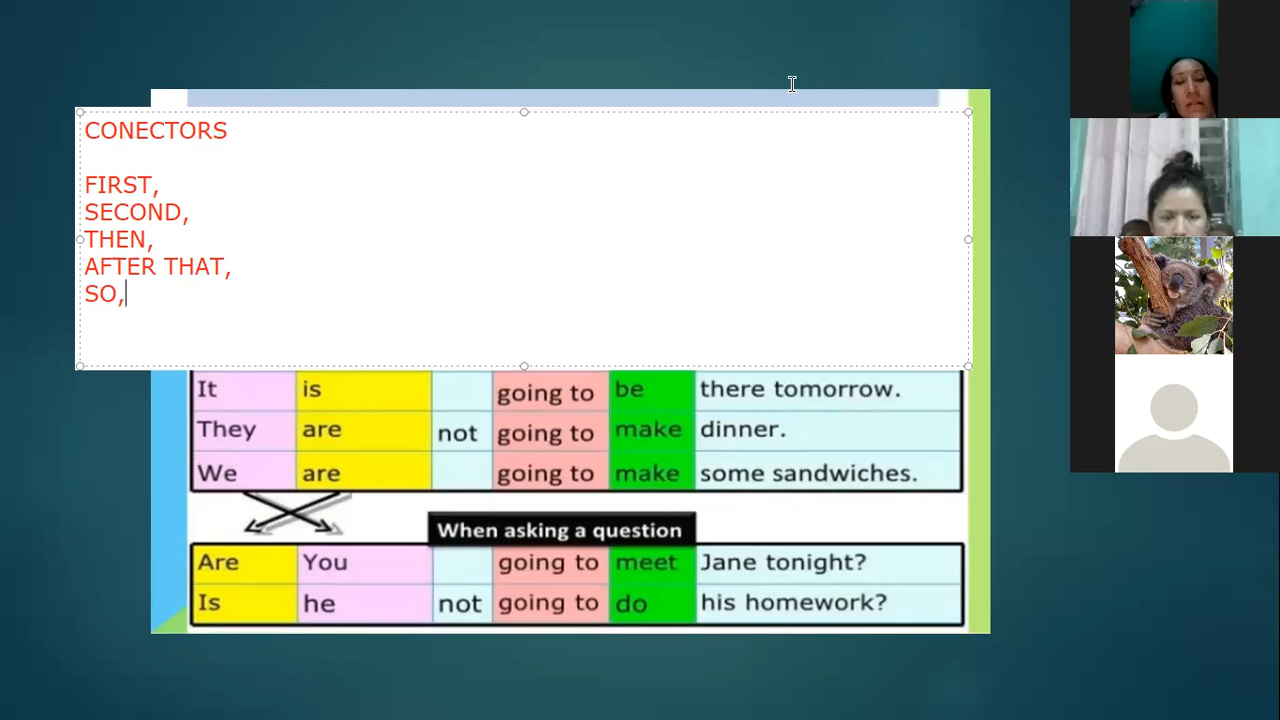 CONECTORS
FIRST,
SECOND,
THEN,
AFTER THAT,
SO,
It is going to be there tomorrow.
They are not going to make dinner.
We are going to make some sandwiches.
When asking a question
Are You going to meet Jane tonight?
Is he not going to do his homework?